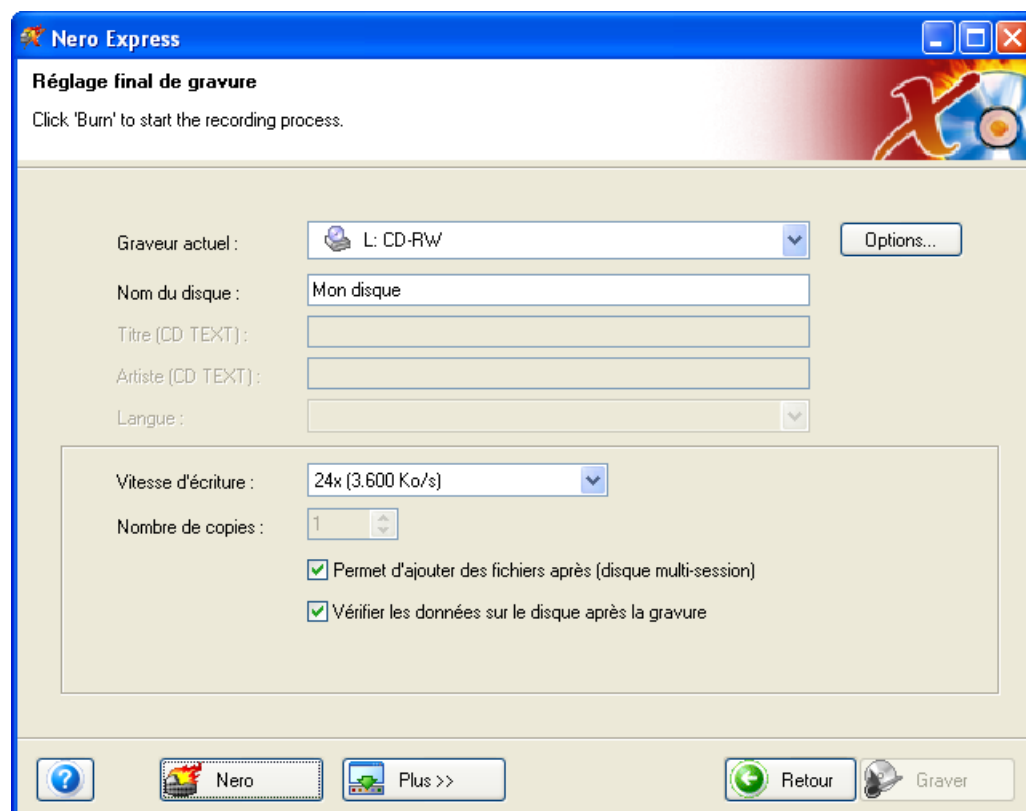 Nero Express
Réglage final de gravure
Click 'Burn' to start the recording process.
Graveur actuel :
L: CD-RW
Options...
Nom du disque :
Mon disque
Titre (CD TEXT) :
Artiste (CD TEXT) :
Langue :
Vitesse d'écriture :
24x (3.600 Ko/s)
Nombre de copies :
1
Permet d'ajouter des fichiers après (disque multi-session)
Vérifier les données sur le disque après la gravure
Nero
Plus >>
Retour
Graver